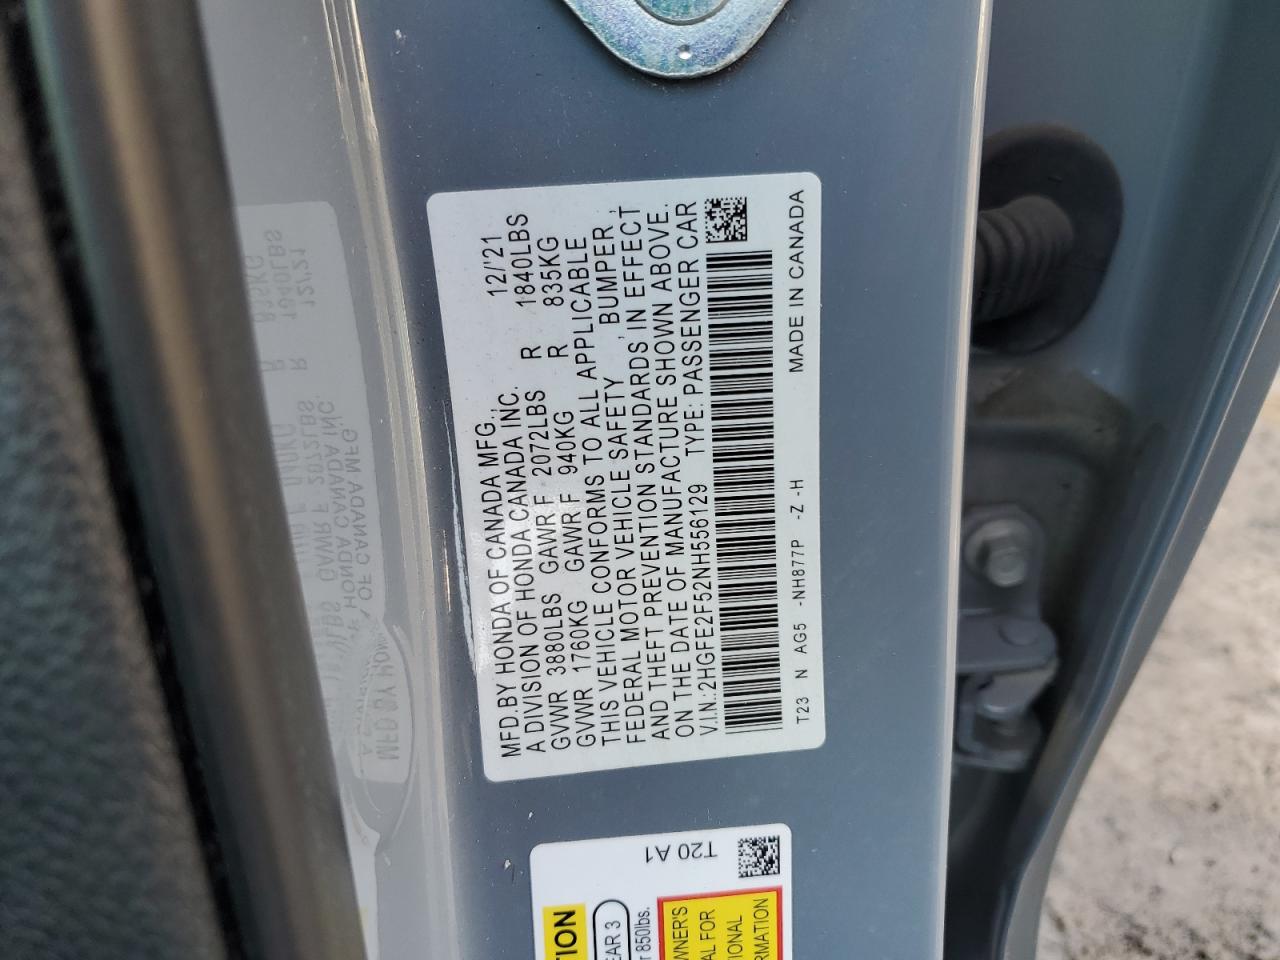 MFD.BY HONDA OF CANADA MFG., 12/'21
A DIVISION OF HONDA CANADA INC.
GVWR 3880LBS GAWR F 2072LBS R 1840LBS
GVWR 1760KG GAWR F 940KG R 835KG
THIS VEHICLE CONFORMS TO ALL APPLICABLE
FEDERAL MOTOR VEHICLE SAFETY , BUMPER ,
AND THEFT PREVENTION STANDARDS IN EFFECT
ON THE DATE OF MANUFACTURE SHOWN ABOVE.
V.I.N.:2HGFE2F52NH556129 TYPE: PASSENGER CAR
T23 N AG5 -NH877P -Z -H MADE IN CANADA
T20 A1
TION
EAR 3
850lbs.
WNER'S
AL FOR
IONAL
RMATION